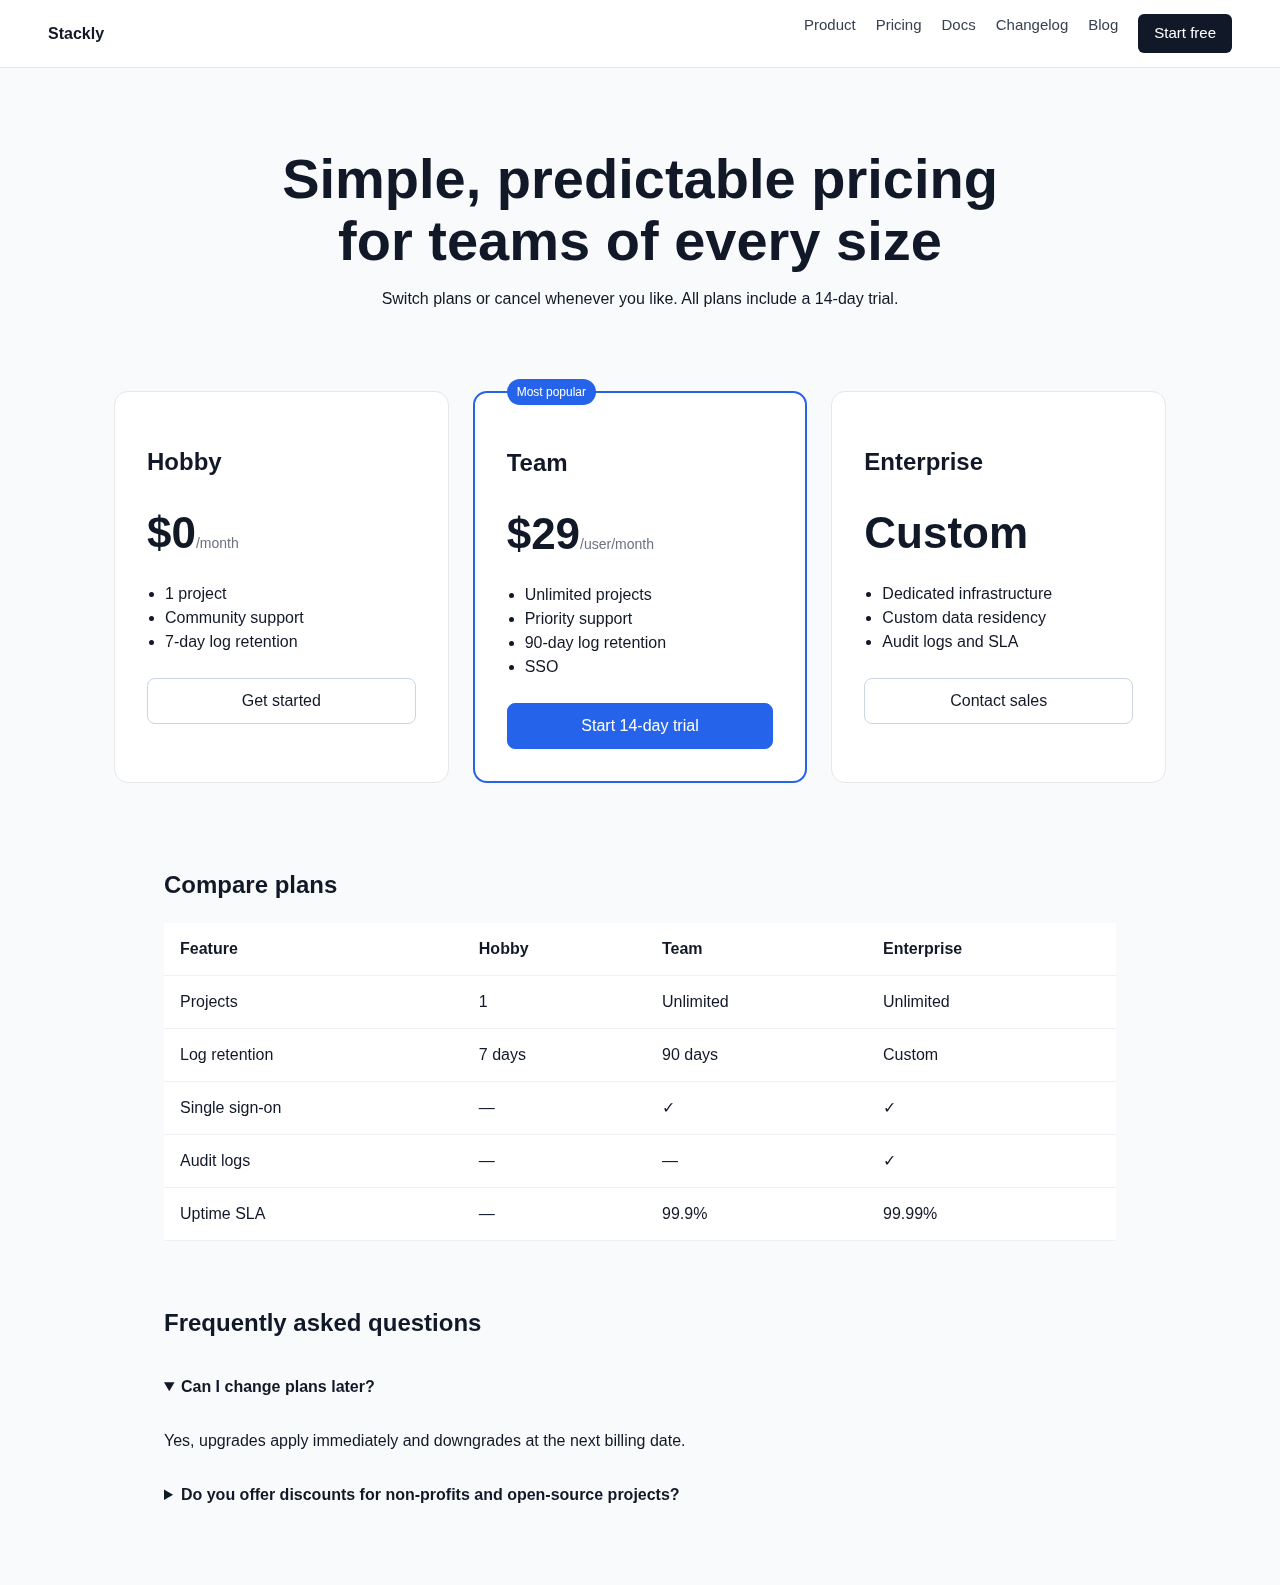 Stackly
Product Pricing Docs Changelog Blog Start free
Simple, predictable pricing
for teams of every size
Switch plans or cancel whenever you like. All plans include a 14-day trial.
Hobby
$0/month
1 project
Community support
7-day log retention
Get started
Most popular
Team
$29/user/month
Unlimited projects
Priority support
90-day log retention
SSO
Start 14-day trial
Enterprise
Custom
Dedicated infrastructure
Custom data residency
Audit logs and SLA
Contact sales
Compare plans
Feature Hobby Team Enterprise
Projects 1 Unlimited Unlimited
Log retention 7 days 90 days Custom
Single sign-on — ✓ ✓
Audit logs — — ✓
Uptime SLA — 99.9% 99.99%
Frequently asked questions
Can I change plans later?
Yes, upgrades apply immediately and downgrades at the next billing date.
Do you offer discounts for non-profits and open-source projects?